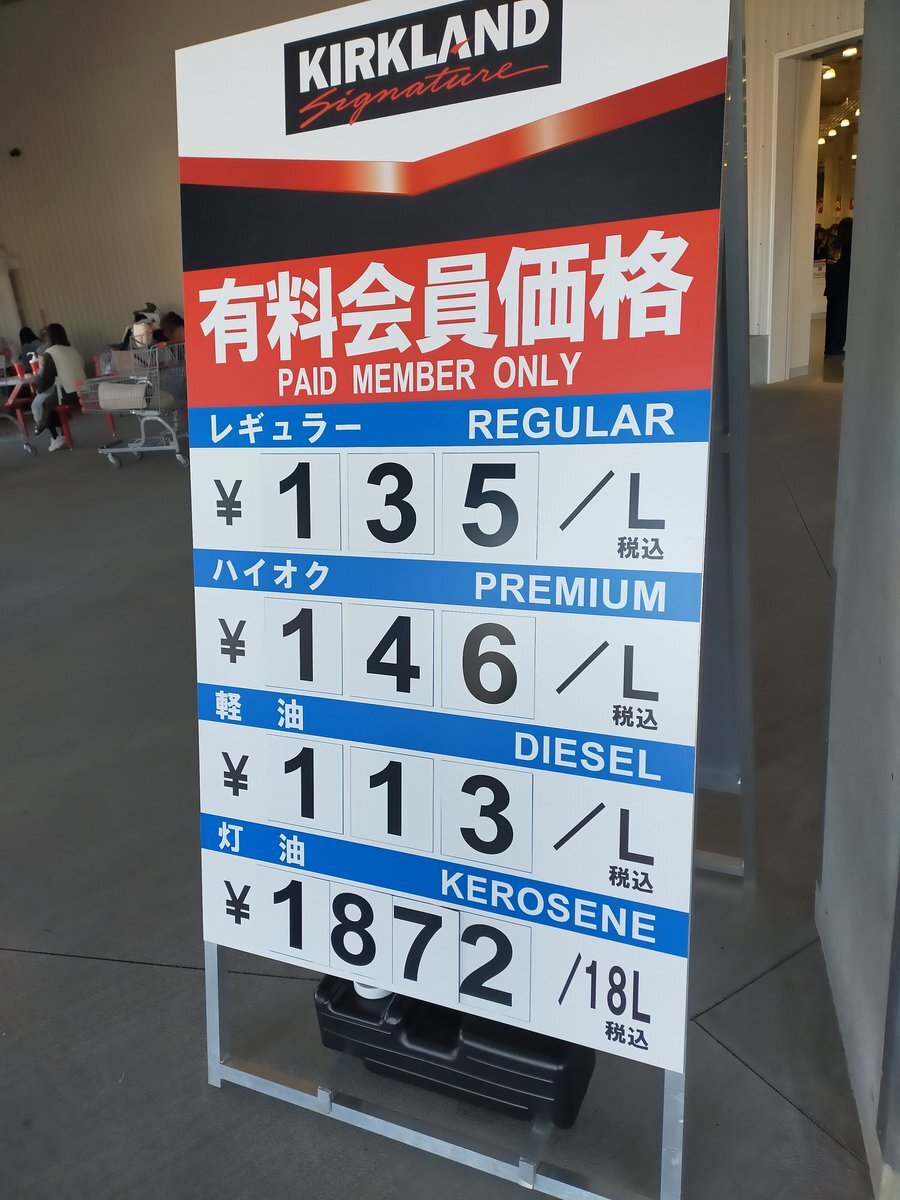 KIRKLAND
Signature
有料会員価格
PAID MEMBER ONLY
レギュラー REGULAR
¥ 135 /L
税込
ハイオク PREMIUM
¥ 146 /L
税込
軽油 DIESEL
¥ 113 /L
税込
灯油 KEROSENE
¥ 1872 /18L
税込